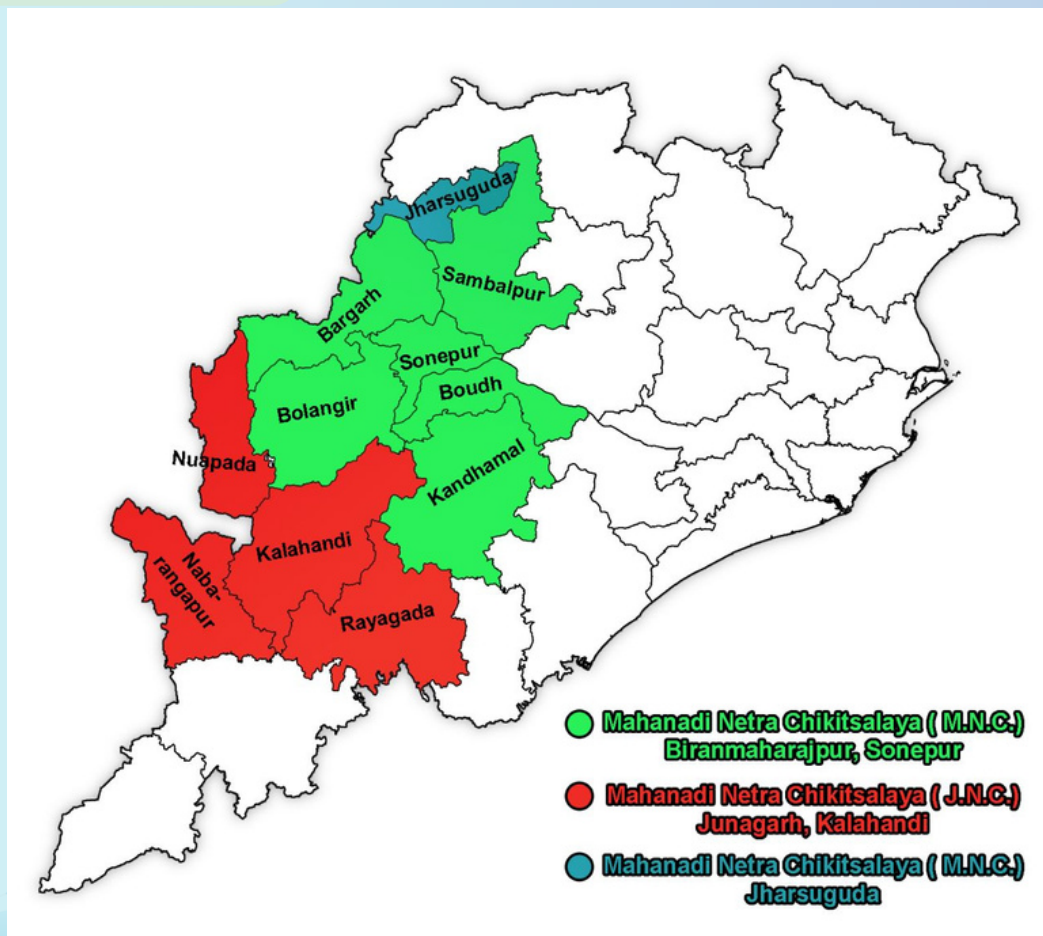 Jharsuguda
Sambalpur
Bargarh
Sonepur
Boudh
Bolangir
Kandhamal
Nuapada
Kalahandi
Naba-
rangapur
Rayagada
Mahanadi Netra Chikitsalaya ( M.N.C.)
Biranmaharajpur, Sonepur
Mahanadi Netra Chikitsalaya ( J.N.C.)
Junagarh, Kalahandi
Mahanadi Netra Chikitsalaya ( M.N.C.)
Jharsuguda